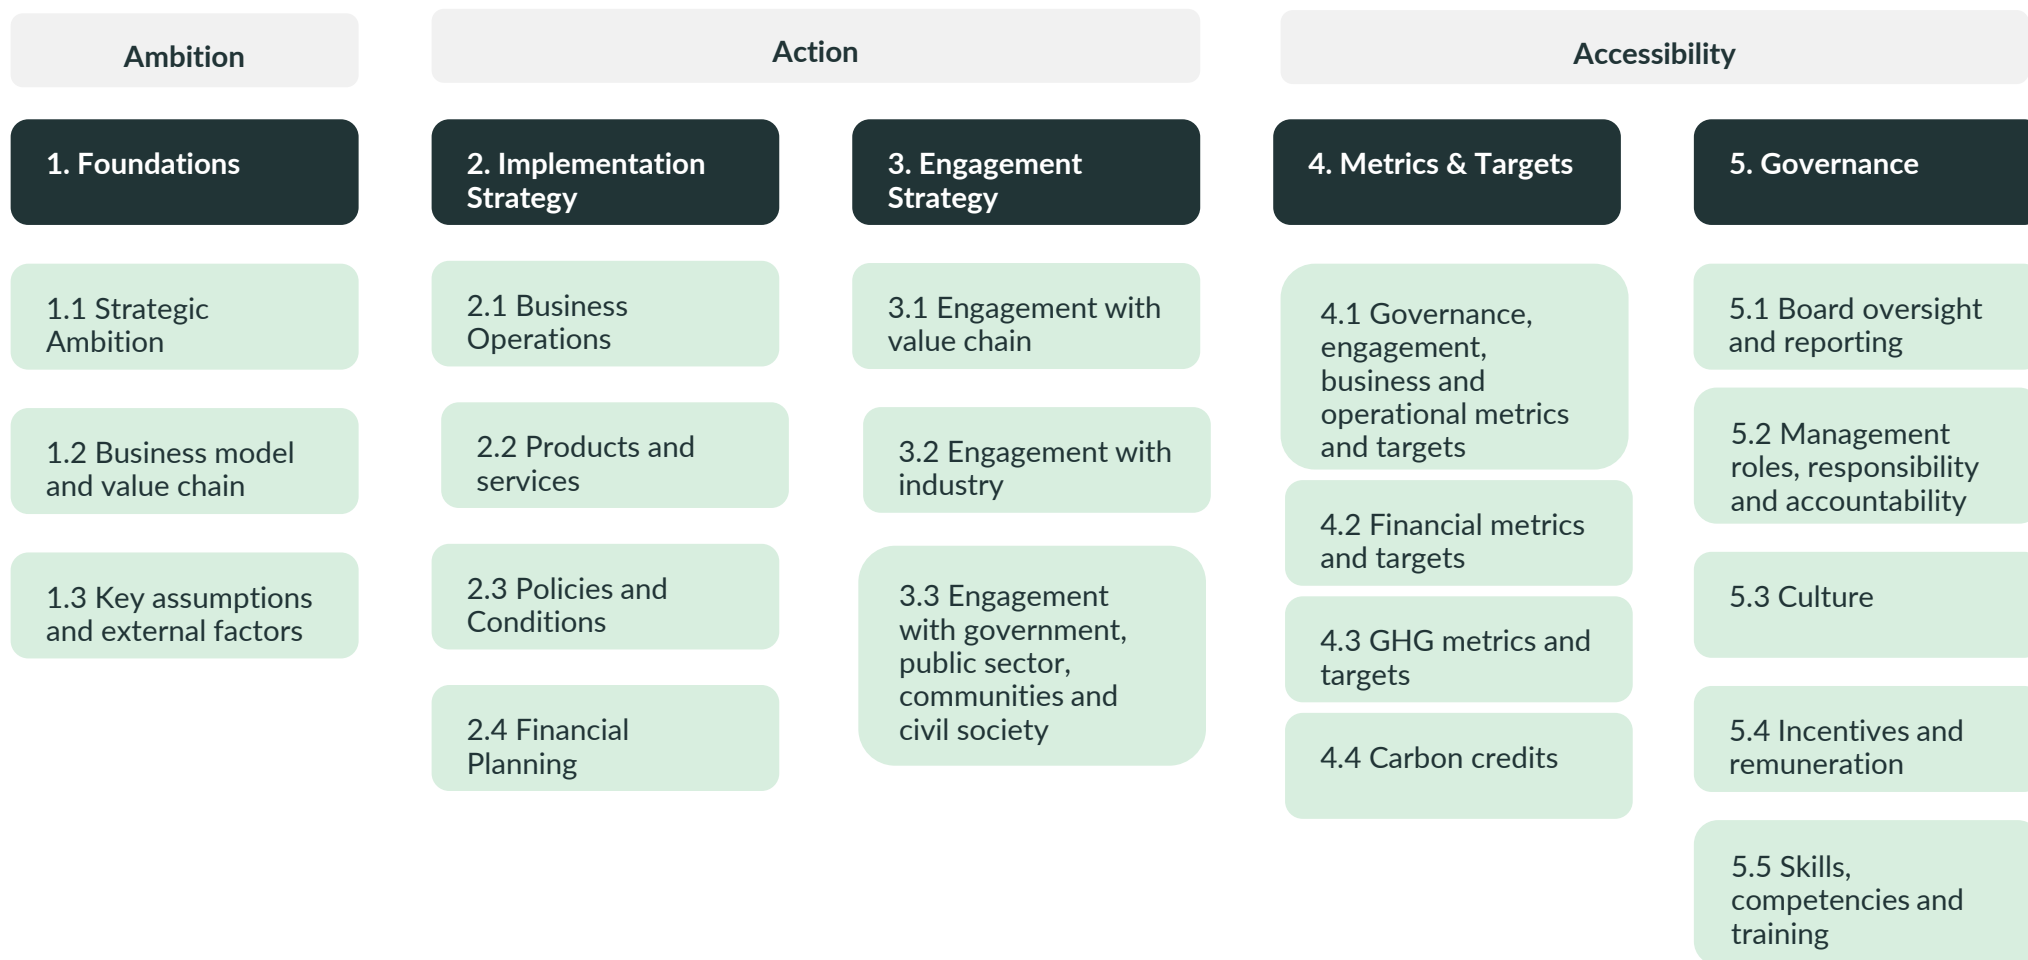 Ambition
Action
Accessibility
1. Foundations
2. Implementation
Strategy
3. Engagement
Strategy
4. Metrics & Targets
5. Governance
1.1 Strategic
Ambition
1.2 Business model
and value chain
1.3 Key assumptions
and external factors
2.1 Business
Operations
2.2 Products and
services
2.3 Policies and
Conditions
2.4 Financial
Planning
3.1 Engagement with
value chain
3.2 Engagement with
industry
3.3 Engagement
with government,
public sector,
communities and
civil society
4.1 Governance,
engagement,
business and
operational metrics
and targets
4.2 Financial metrics
and targets
4.3 GHG metrics and
targets
4.4 Carbon credits
5.1 Board oversight
and reporting
5.2 Management
roles, responsibility
and accountability
5.3 Culture
5.4 Incentives and
remuneration
5.5 Skills,
competencies and
training